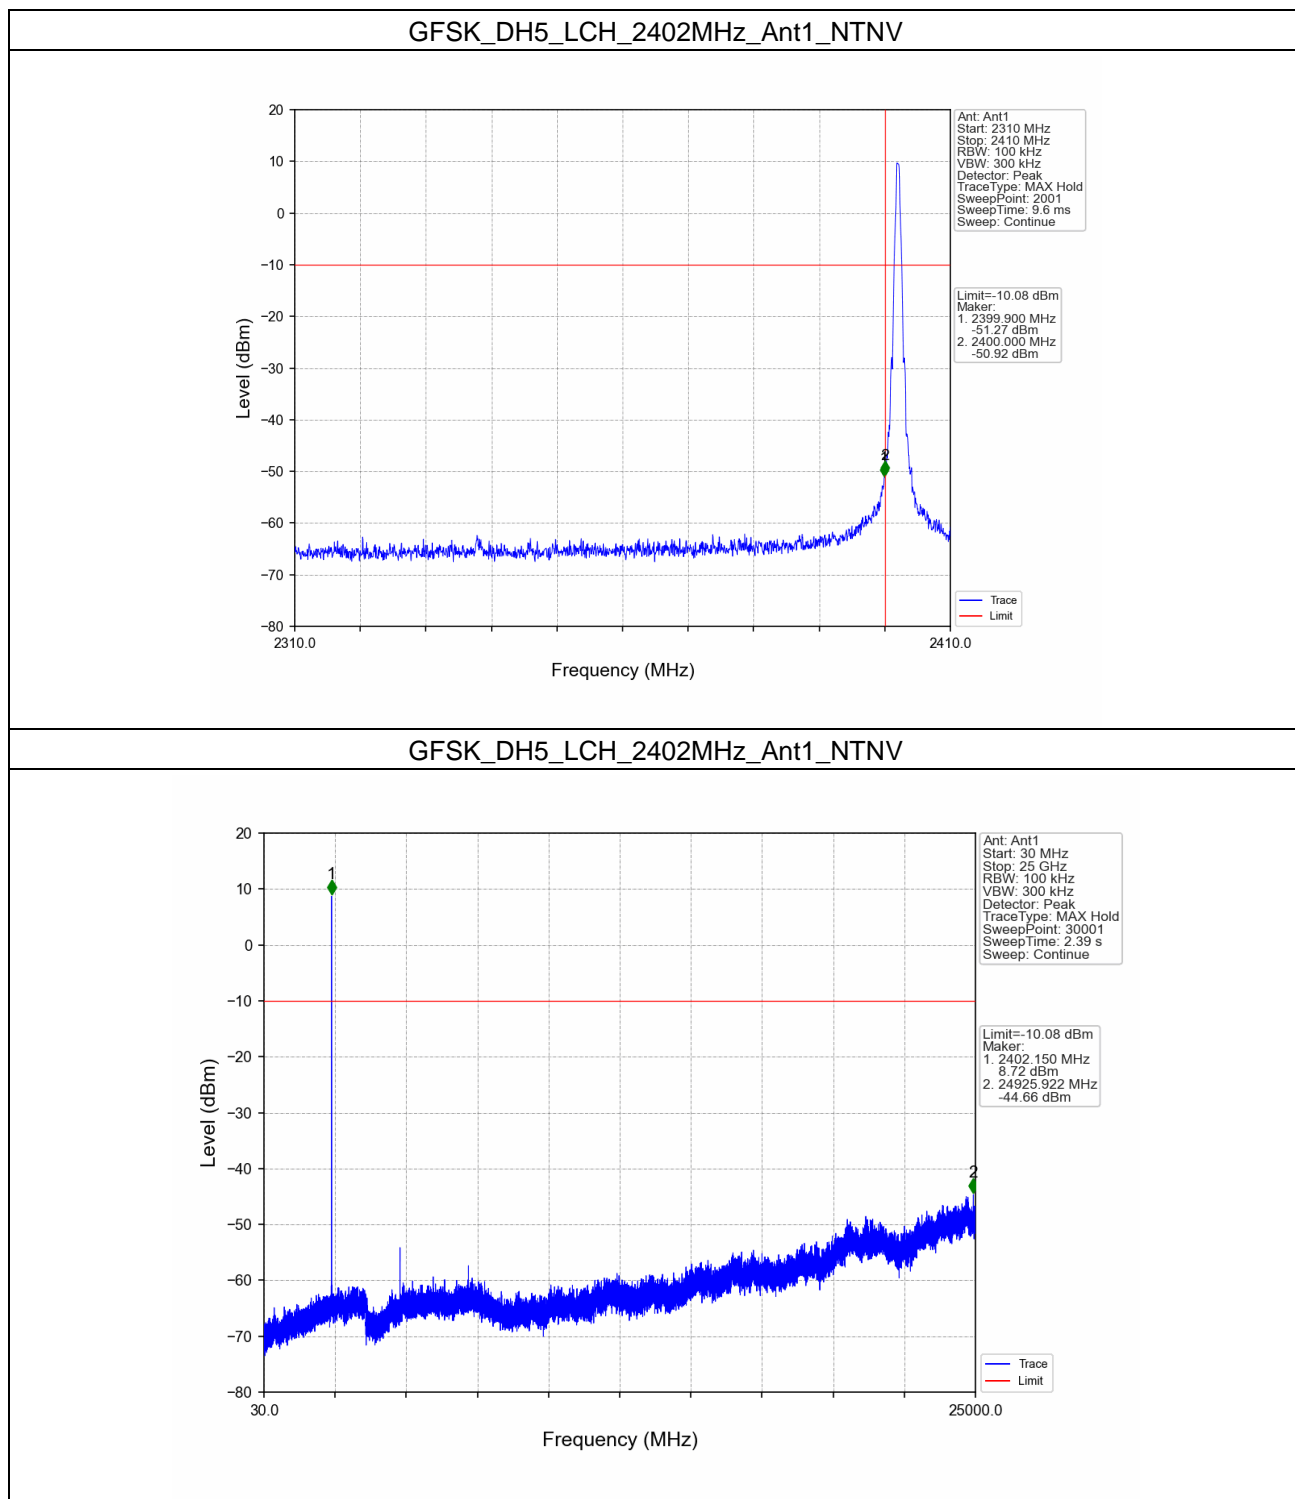 GFSK_DH5_LCH_2402MHz_Ant1_NTNV
20
10
0
−10
−20
−30
−40
−50
−60
−70
−80
Level (dBm)
2310.0
2410.0
Frequency (MHz)
2
Ant: Ant1
Start: 2310 MHz
Stop: 2410 MHz
RBW: 100 kHz
VBW: 300 kHz
Detector: Peak
TraceType: MAX Hold
SweepPoint: 2001
SweepTime: 9.6 ms
Sweep: Continue
Limit=-10.08 dBm
Maker:
1. 2399.900 MHz
-51.27 dBm
2. 2400.000 MHz
-50.92 dBm
Trace
Limit
GFSK_DH5_LCH_2402MHz_Ant1_NTNV
20
10
0
−10
−20
−30
−40
−50
−60
−70
−80
Level (dBm)
30.0
25000.0
Frequency (MHz)
1
2
Ant: Ant1
Start: 30 MHz
Stop: 25 GHz
RBW: 100 kHz
VBW: 300 kHz
Detector: Peak
TraceType: MAX Hold
SweepPoint: 30001
SweepTime: 2.39 s
Sweep: Continue
Limit=-10.08 dBm
Maker:
1. 2402.150 MHz
8.72 dBm
2. 24925.922 MHz
-44.66 dBm
Trace
Limit